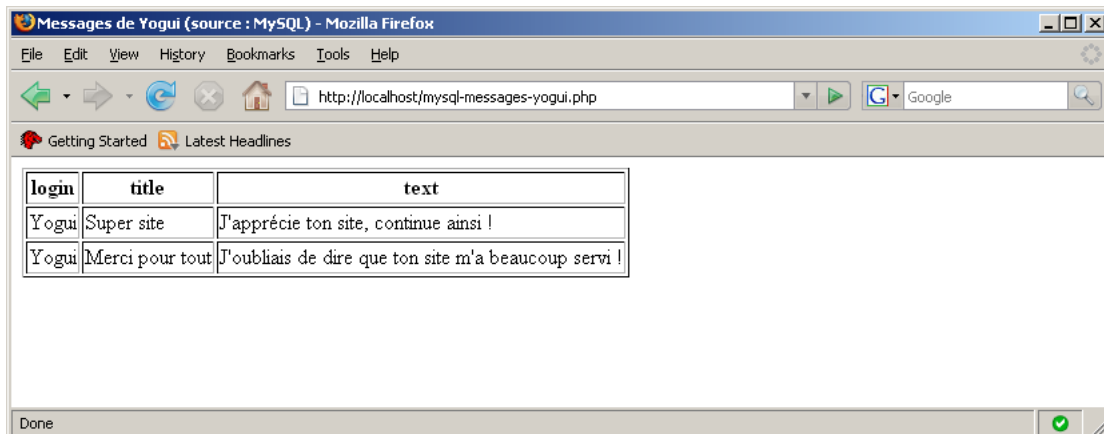 Messages de Yogui (source : MySQL) - Mozilla Firefox
File Edit View History Bookmarks Tools Help
http://localhost/mysql-messages-yogui.php G Google
Getting Started Latest Headlines
login title text
Yogui Super site J'apprécie ton site, continue ainsi !
Yogui Merci pour tout J'oubliais de dire que ton site m'a beaucoup servi !
Done